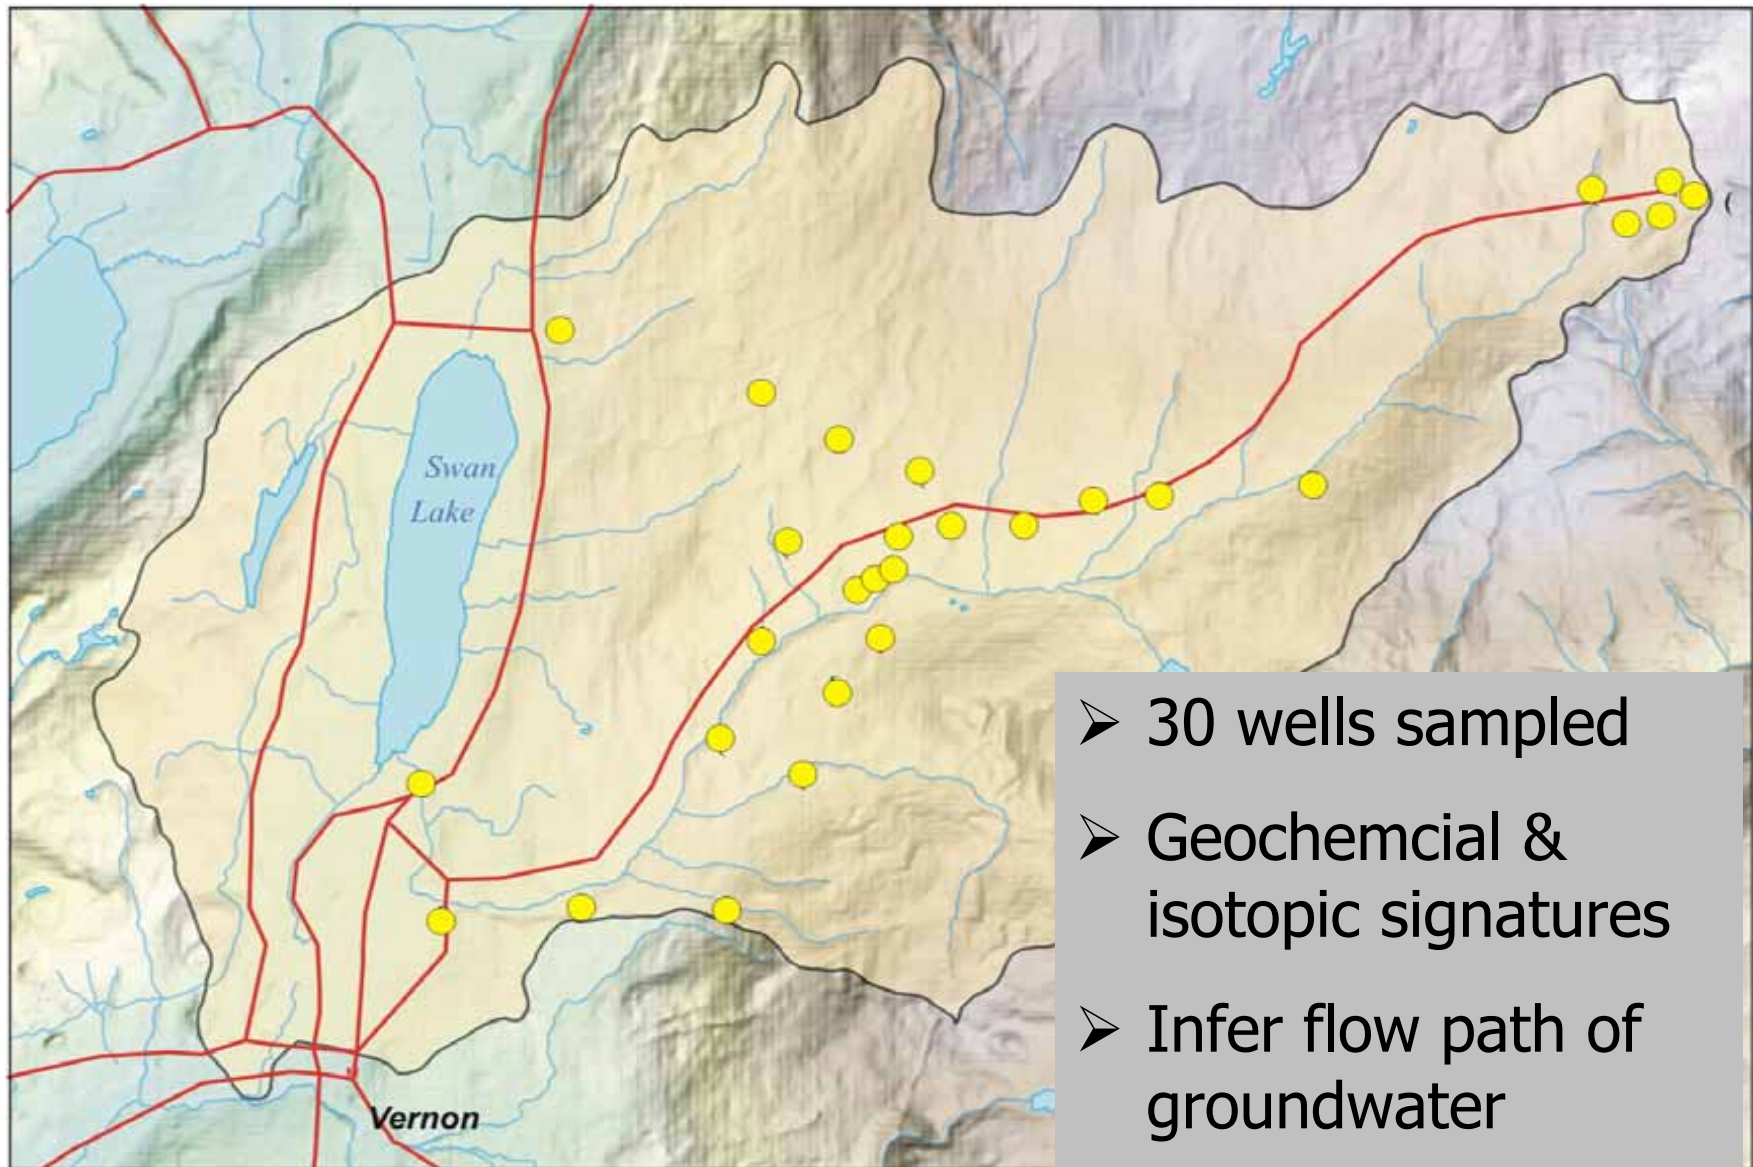 Swan
Lake
Vernon
➢ 30 wells sampled
➢ Geochemcial &
isotopic signatures
➢ Infer flow path of
groundwater